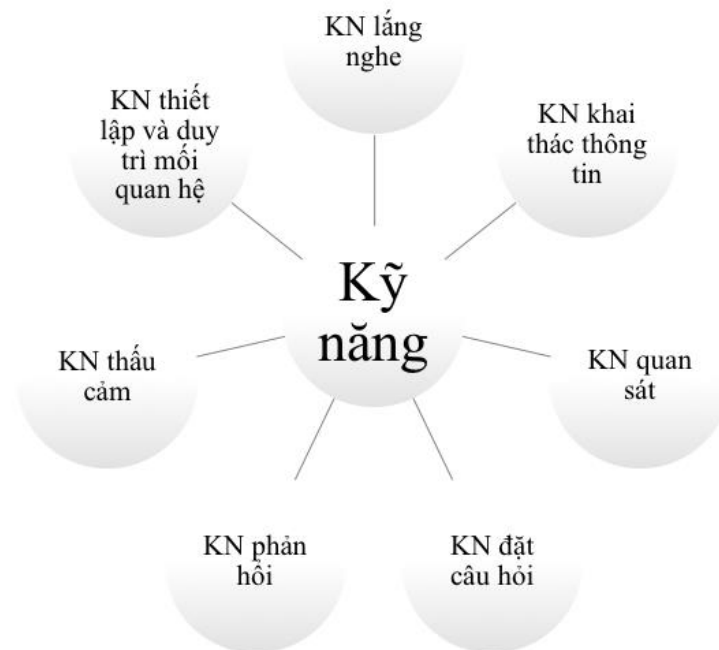 KN lắng
nghe
KN khai
thác thông
tin
KN quan
sát
KN đặt
câu hỏi
KN phản
hồi
KN thấu
cảm
KN thiết
lập và duy
trì mối
quan hệ
Kỹ
năng